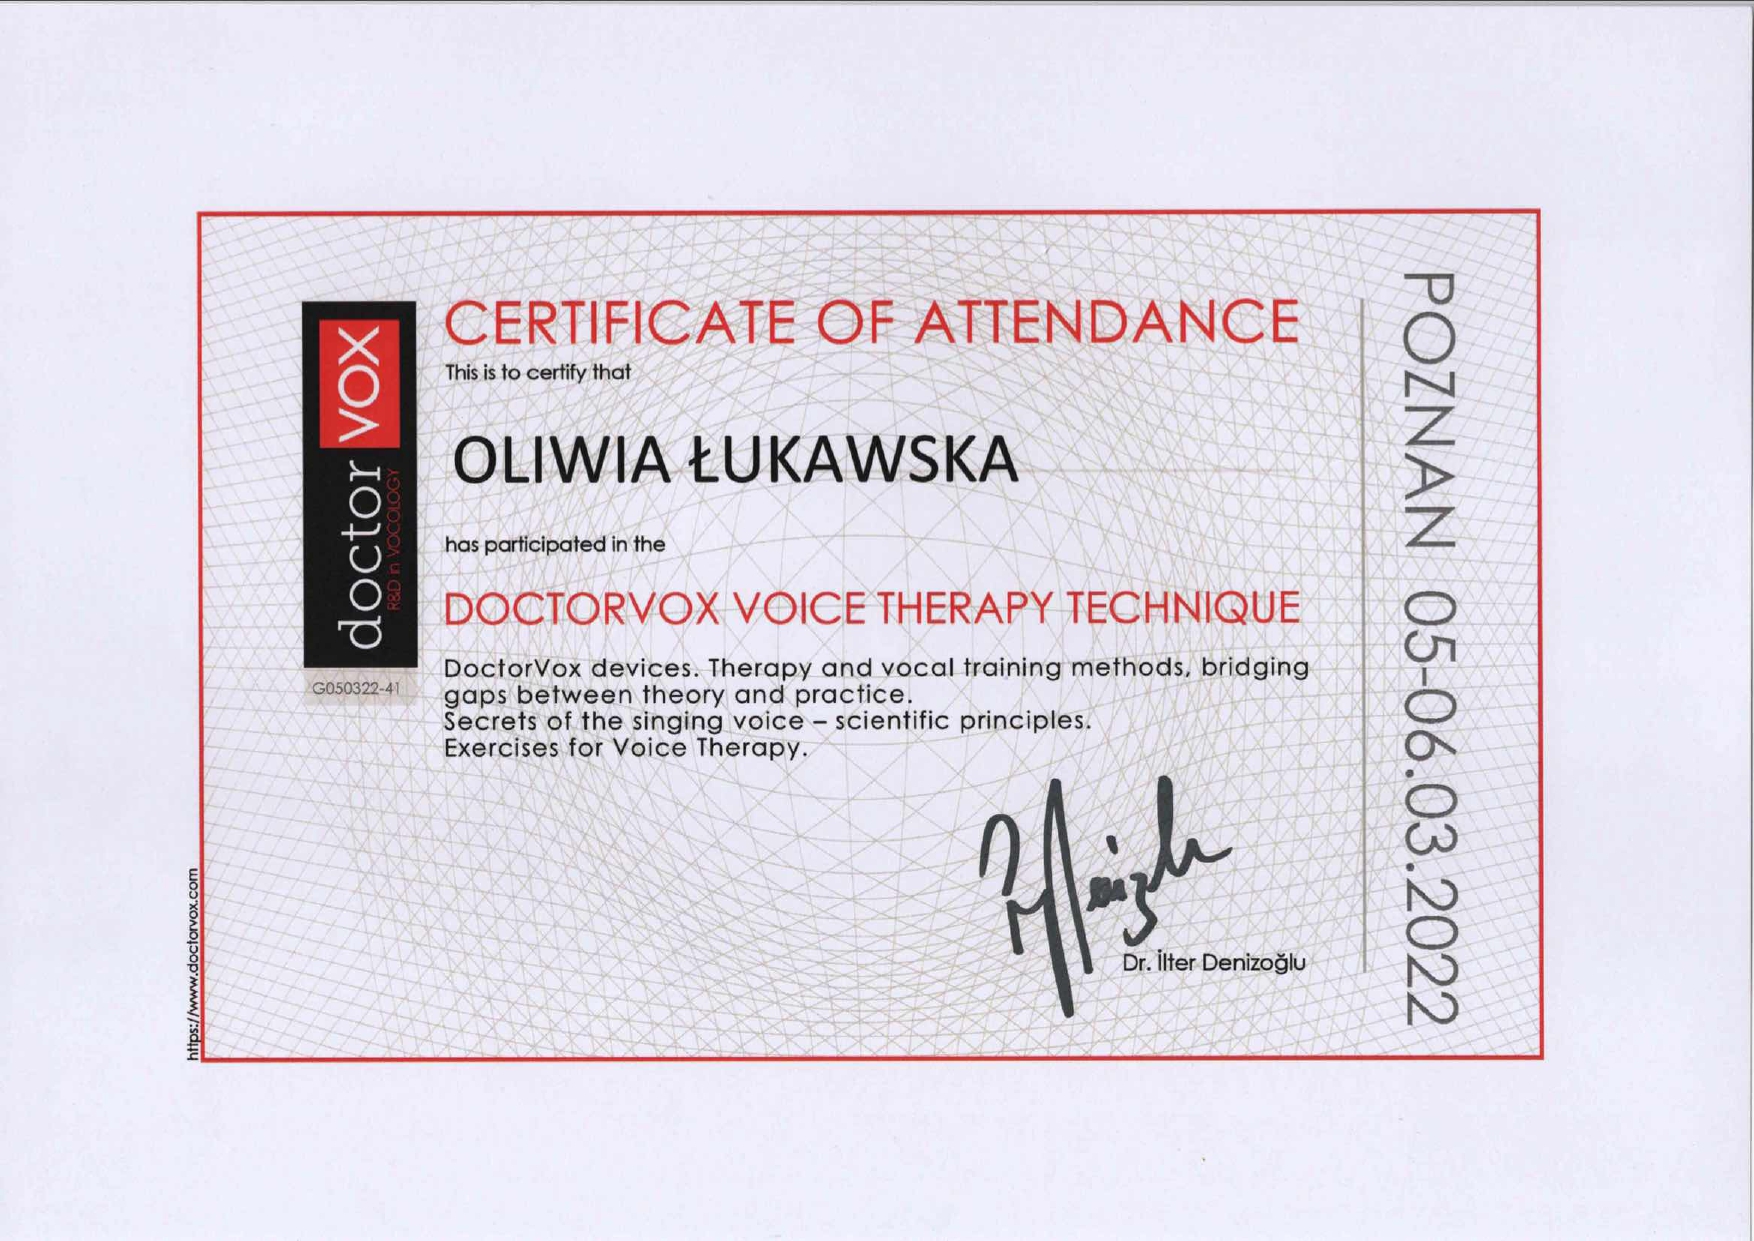 CERTIFICATE OF ATTENDANCE
This is to certify that
OLIWIA ŁUKAWSKA
has participated in the
DOCTORVOX VOICE THERAPY TECHNIQUE
DoctorVox devices. Therapy and vocal training methods, bridging
gaps between theory and practice.
Secrets of the singing voice – scientific principles.
Exercises for Voice Therapy.
Dr. İlter Denizoğlu
doctor vox
R&D in VOCOLOGY
G050322-41
POZNAN 05-06.03.2022
https://www.doctorvox.com